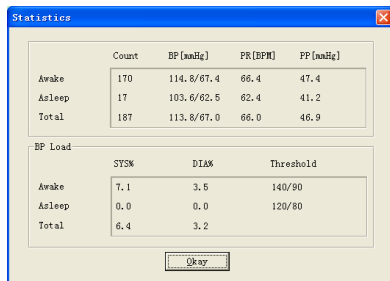 Statistics
Count BP[mmHg] PR[BPM] PP[mmHg]
Awake 170 114.8/67.4 66.4 47.4
Asleep 17 103.6/62.5 62.4 41.2
Total 187 113.8/67.0 66.0 46.9
BP Load
SYS% DIA% Threshold
Awake 7.1 3.5 140/90
Asleep 0.0 0.0 120/80
Total 6.4 3.2
Okay